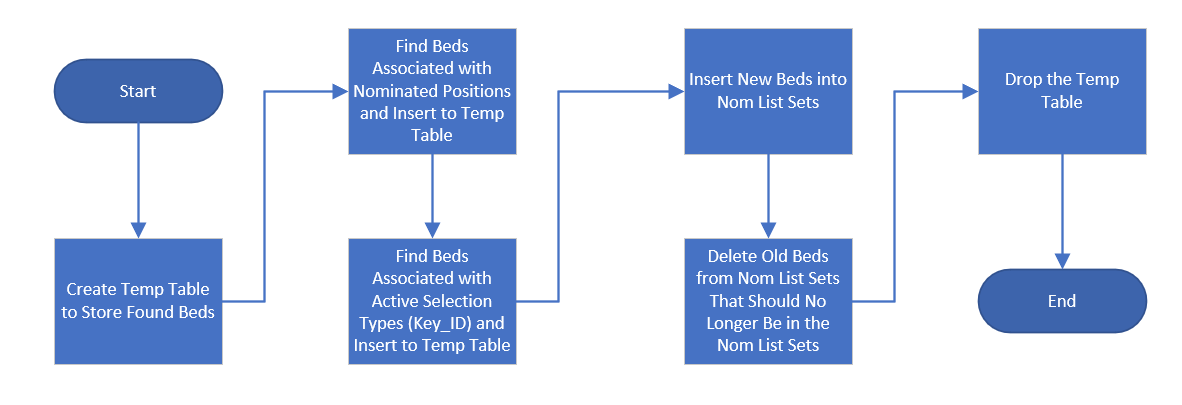 Start
Create Temp Table
to Store Found Beds
Find Beds
Associated with
Nominated Positions
and Insert to Temp
Table
Find Beds
Associated with
Active Selection
Types (Key_ID) and
Insert to Temp Table
Insert New Beds into
Nom List Sets
Delete Old Beds
from Nom List Sets
That Should No
Longer Be in the
Nom List Sets
Drop the Temp
Table
End